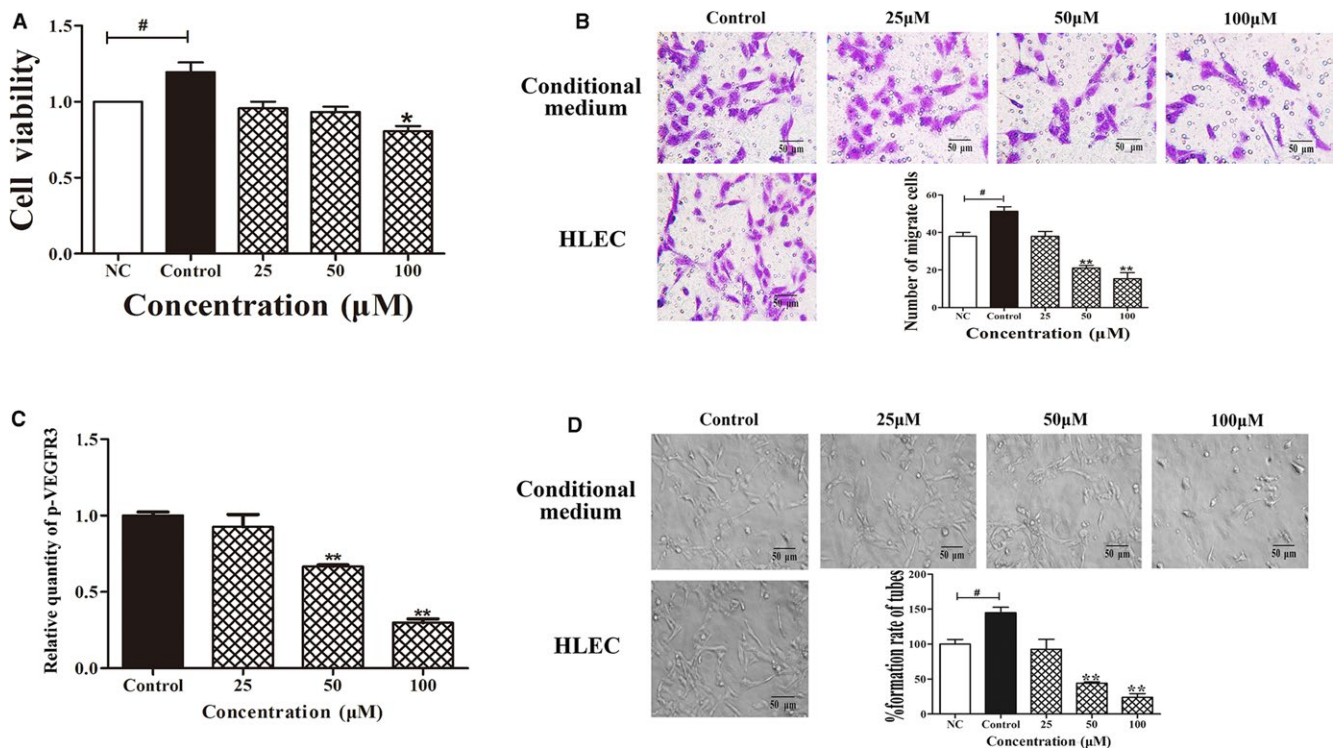 A
#
Cell viability
1.5
1.0
0.5
0.0
*
NC Control 25 50 100
Concentration (µM)
B
Control 25µM 50µM 100µM
Conditional
medium
50 µm
50 µm
50 µm
50 µm
HLEC
50 µm
Number of migrate cells
60
40
20
0
#
** **
NC Control 25 50 100
Concentration (µM)
C
Relative quantity of p-VEGFR3
1.5
1.0
0.5
0.0
**
**
Control 25 50 100
Concentration (µM)
D
Control 25µM 50µM 100µM
Conditional
medium
50 µm
50 µm
50 µm
50 µm
HLEC
50 µm
%formation rate of tubes
200
150
100
50
0
#
** **
NC Control 25 50 100
Concentration (µM)